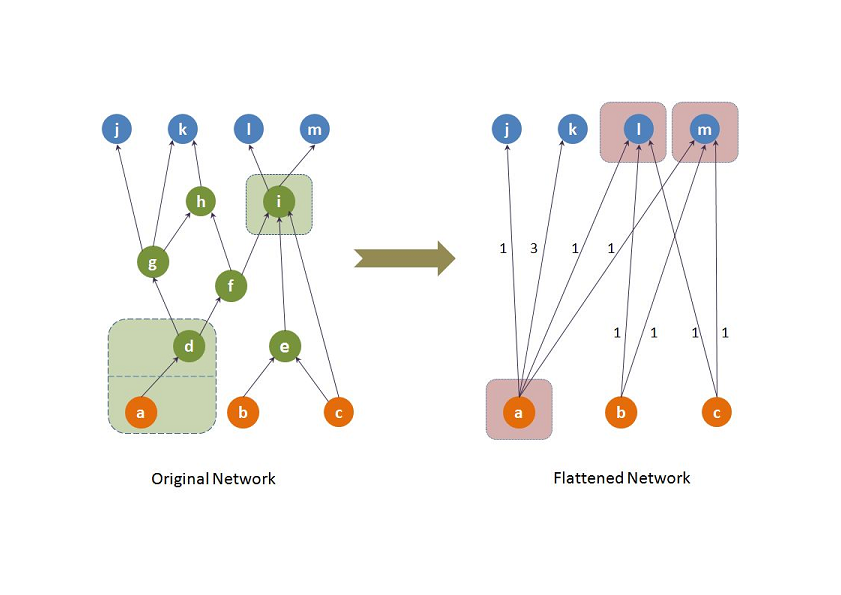 j k l m
h i
g
f
d e
a b c
Original Network
j k l m
1 3 1 1
1 1 1 1
a b c
Flattened Network